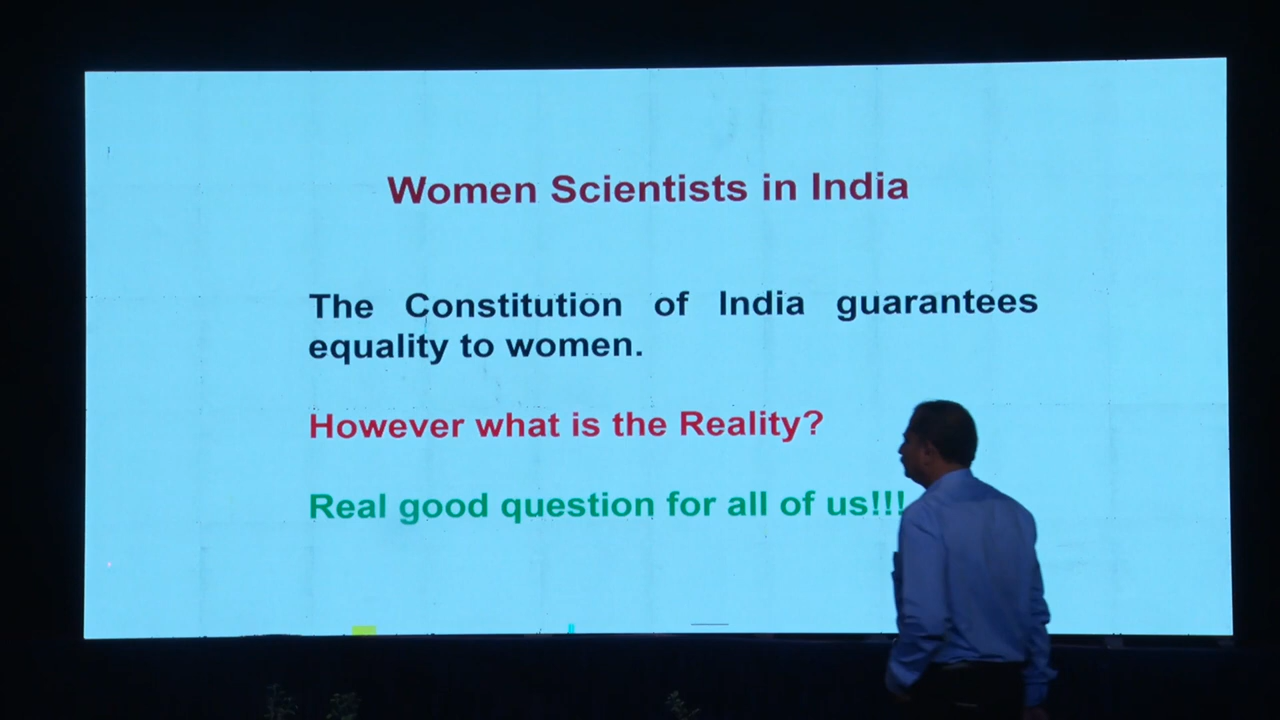 Women Scientists in India
The Constitution of India guarantees
equality to women.
However what is the Reality?
Real good question for all of us!!!